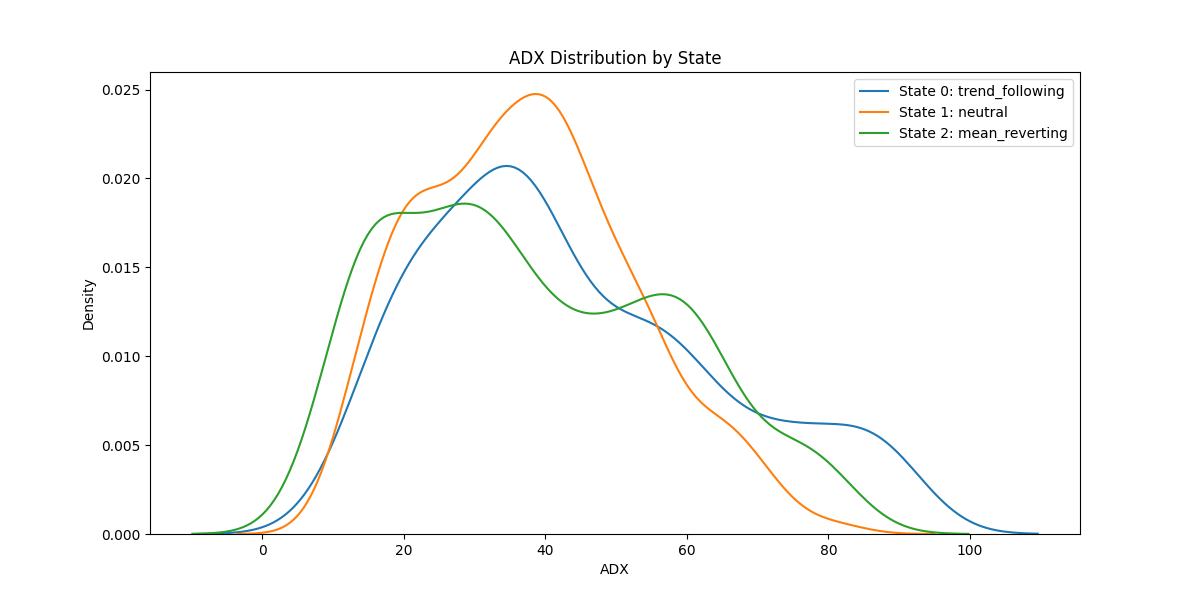 ADX Distribution by State
State 0: trend_following
State 1: neutral
State 2: mean_reverting
Density
0.025
0.020
0.015
0.010
0.005
0.000
0 20 40 60 80 100
ADX